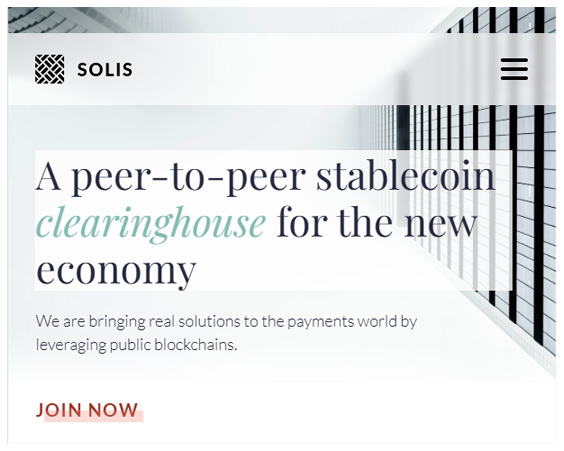 SOLIS
A peer-to-peer stablecoin
clearinghouse for the new
economy
We are bringing real solutions to the payments world by
leveraging public blockchains.
JOIN NOW